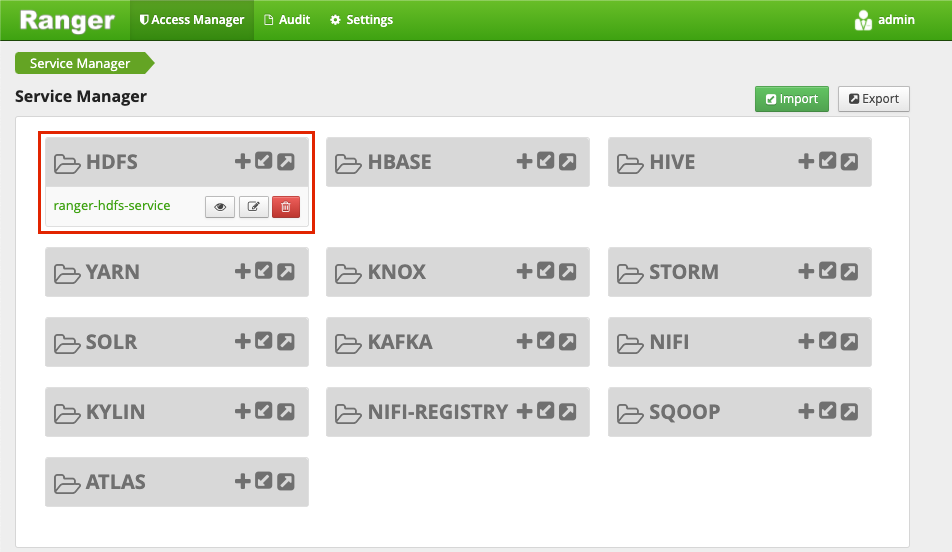 Ranger Access Manager Audit Settings admin
Service Manager
Service Manager Import Export
HDFS HBASE HIVE
ranger-hdfs-service
YARN KNOX STORM
SOLR KAFKA NIFI
KYLIN NIFI-REGISTRY SQOOP
ATLAS